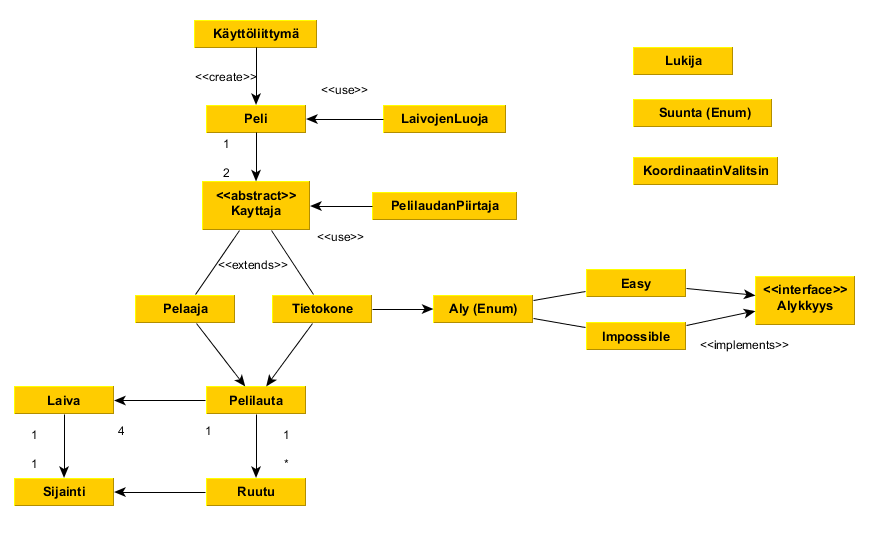 Käyttöliittymä
Lukija
<<create>>
<<use>>
Suunta (Enum)
Peli
LaivojenLuoja
1
2
KoordinaatinValitsin
<<abstract>>
Kayttaja
PelilaudanPiirtaja
<<use>>
<<extends>>
Pelaaja
Tietokone
Aly (Enum)
Easy
<<interface>>
Alykkyys
Impossible
<<implements>>
Laiva
Pelilauta
1
4
1
1
1
*
Sijainti
Ruutu